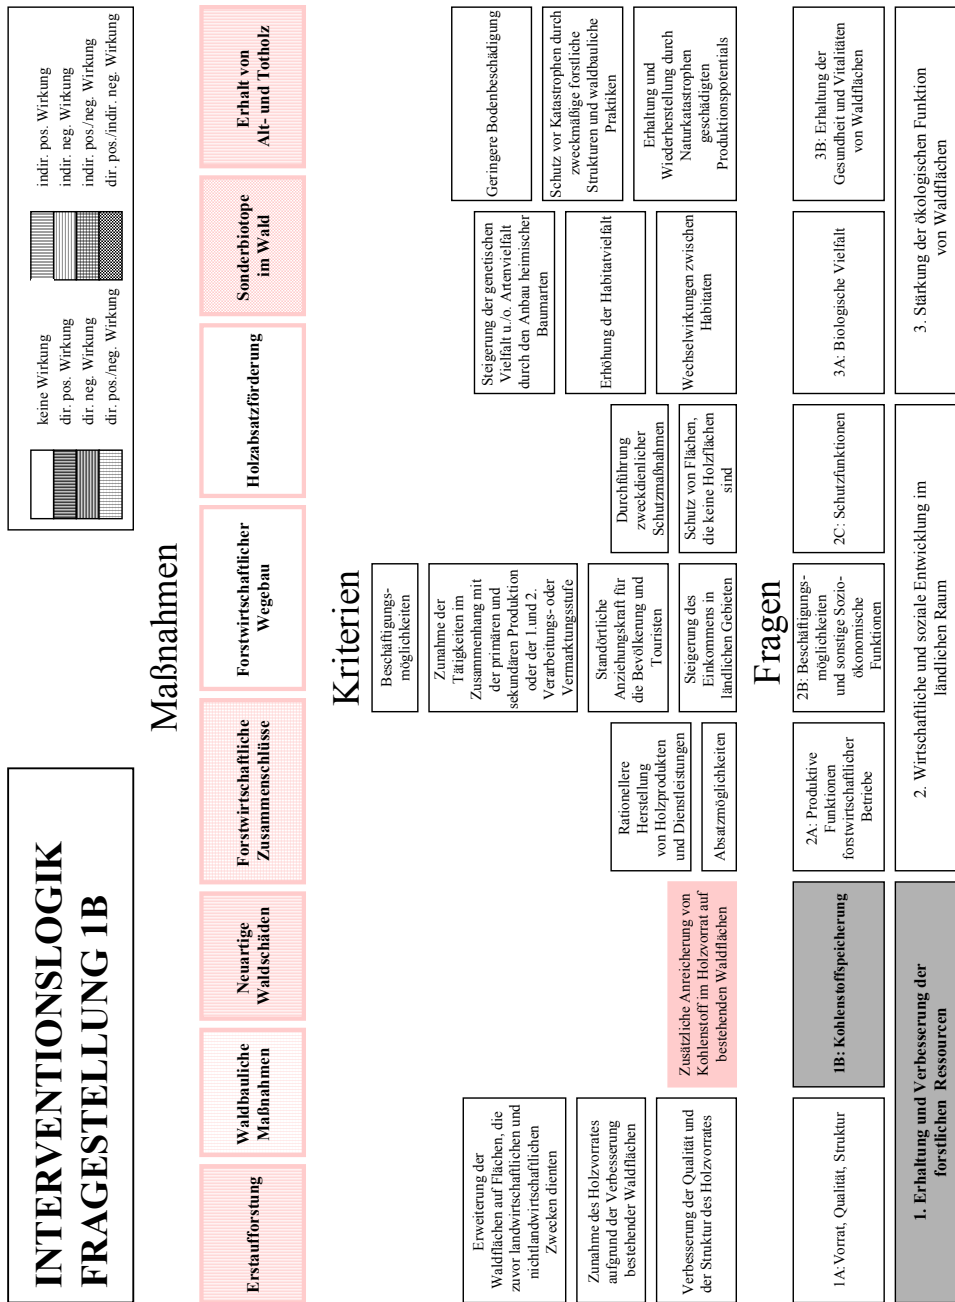 INTERVENTIONSLOGIK
FRAGESTELLUNG 1B
keine Wirkung
dir. pos. Wirkung
dir. neg. Wirkung
dir. pos./neg. Wirkung
indir. pos. Wirkung
indir. neg. Wirkung
indir. pos./neg. Wirkung
dir. pos./indir. neg. Wirkung
Maßnahmen
Erstaufforstung
Waldbauliche
Maßnahmen
Neuartige
Waldschäden
Forstwirtschaftliche
Zusammenschlüsse
Forstwirtschaftlicher
Wegebau
Holzabsatzförderung
Sonderbiotope
im Wald
Erhalt von
Alt- und Totholz
Kriterien
Erweiterung der
Waldflächen auf Flächen, die
zuvor landwirtschaftlichen und
nichtlandwirtschaftlichen
Zwecken dienten
Zunahme des Holzvorrates
aufgrund der Verbesserung
bestehender Waldflächen
Verbesserung der Qualität und
der Struktur des Holzvorrates
Zusätzliche Anreicherung von
Kohlenstoff im Holzvorrat auf
bestehenden Waldflächen
Rationellere
Herstellung
von Holzprodukten
und Dienstleistungen
Absatzmöglichkeiten
Beschäftigungs-
möglichkeiten
Zunahme der
Tätigkeiten im
Zusammenhang mit
der primären und
sekundären Produktion
oder der 1.und 2.
Verarbeitungs- oder
Vermarktungsstufe
Standörtliche
Anziehungskraft für
die Bevölkerung und
Touristen
Steigerung des
Einkommens in
ländlichen Gebieten
Durchführung
zweckdienlicher
Schutzmaßnahmen
Schutz von Flächen,
die keine Holzflächen
sind
Steigerung der genetischen
Vielfalt u./o. Artenvielfalt
durch den Anbau heimischer
Baumarten
Erhöhung der Habitatvielfalt
Wechselwirkungen zwischen
Habitaten
Geringere Bodenbeschädigung
Schutz vor Katastrophen durch
zweckmäßige forstliche
Strukturen und waldbauliche
Praktiken
Erhaltung und
Wiederherstellung durch
Naturkatastrophen
geschädigten
Produktionspotentials
Fragen
1A:Vorrat, Qualität, Struktur
1B: Kohlenstoffspeicherung
2A: Produktive
Funktionen
forstwirtschaftlicher
Betriebe
2B: Beschäftigungs-
möglichkeiten
und sonstige Sozio-
ökonomische
Funktionen
2C: Schutzfunktionen
3A: Biologische Vielfalt
3B: Erhaltung der
Gesundheit und Vitalitäten
von Waldflächen
1. Erhaltung und Verbesserung der
forstlichen Ressourcen
2. Wirtschaftliche und soziale Entwicklung im
ländlichen Raum
3. Stärkung der ökologischen Funktion
von Waldflächen